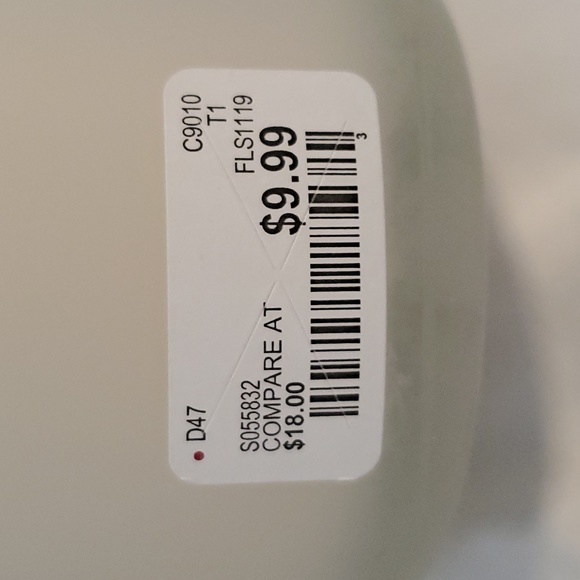 D47 C9010
T1
S055832 FLS1119
COMPARE AT $9.99
$18.00
3